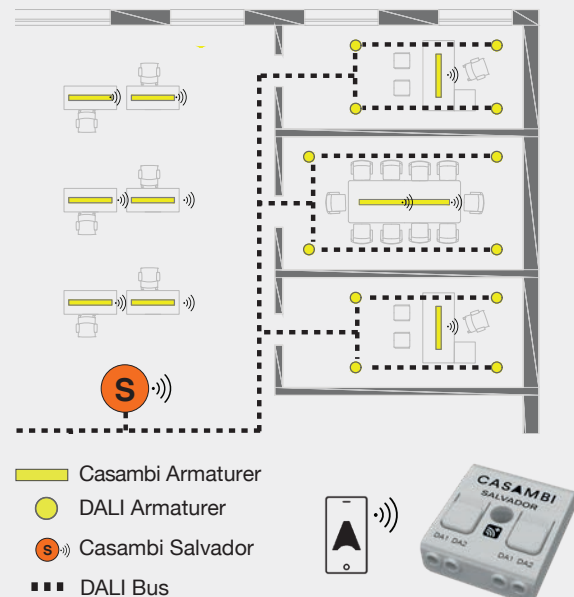 S
Casambi Armaturer
DALI Armaturer
S Casambi Salvador
DALI Bus
CASAMBI
SALVADOR
DA1 DA2
DA1 DA2